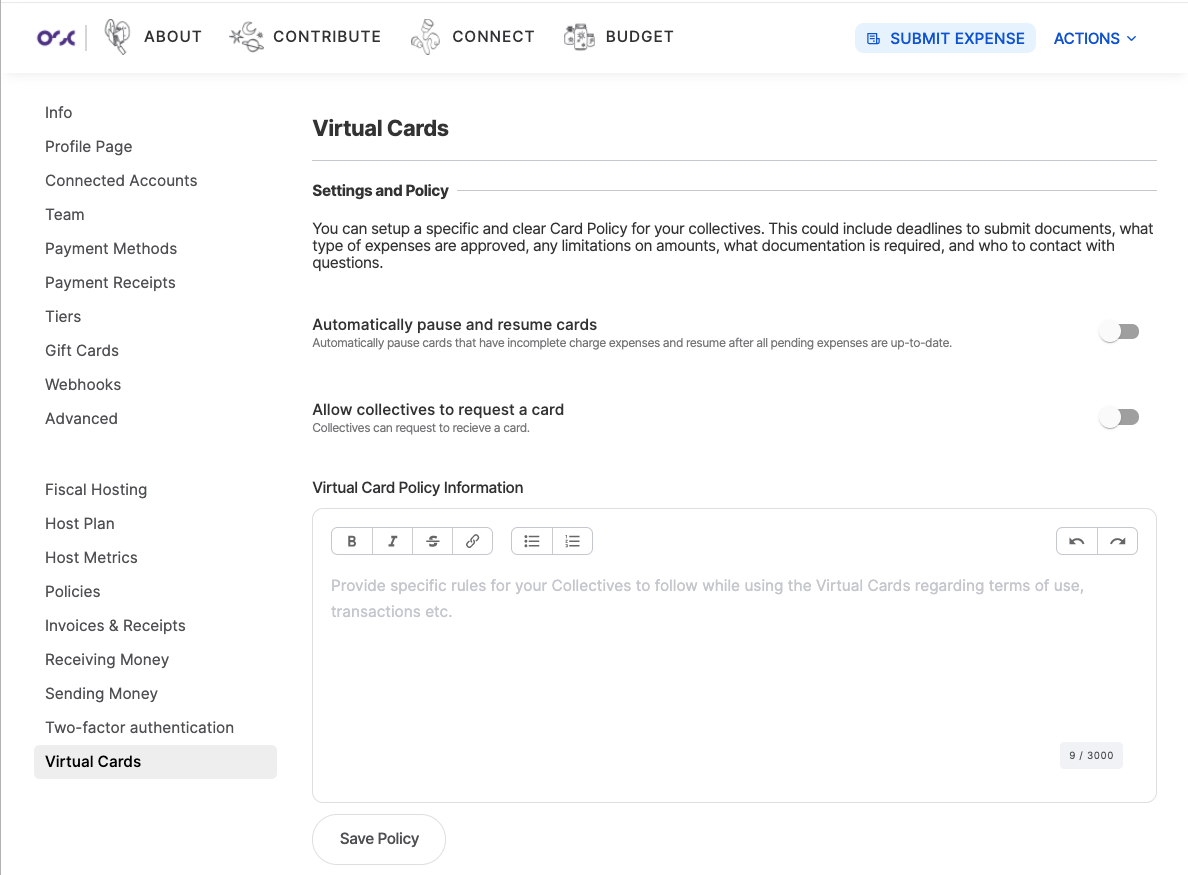 OSC
ABOUT
CONTRIBUTE
CONNECT
BUDGET
SUBMIT EXPENSE
ACTIONS
Info
Profile Page
Connected Accounts
Team
Payment Methods
Payment Receipts
Tiers
Gift Cards
Webhooks
Advanced
Fiscal Hosting
Host Plan
Host Metrics
Policies
Invoices & Receipts
Receiving Money
Sending Money
Two-factor authentication
Virtual Cards
Virtual Cards
Settings and Policy
You can setup a specific and clear Card Policy for your collectives. This could include deadlines to submit documents, what
type of expenses are approved, any limitations on amounts, what documentation is required, and who to contact with
questions.
Automatically pause and resume cards
Automatically pause cards that have incomplete charge expenses and resume after all pending expenses are up-to-date.
Allow collectives to request a card
Collectives can request to recieve a card.
Virtual Card Policy Information
B I S
Provide specific rules for your Collectives to follow while using the Virtual Cards regarding terms of use,
transactions etc.
9 / 3000
Save Policy